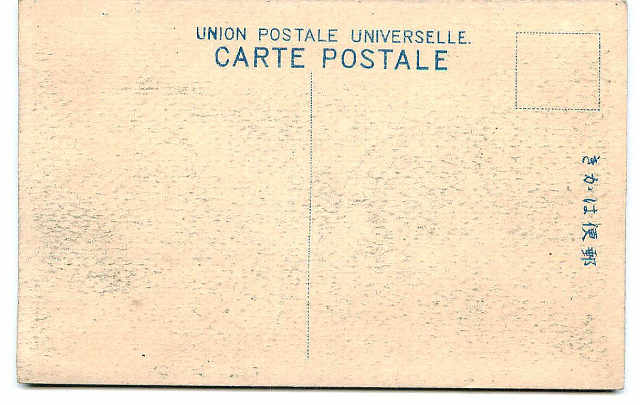 UNION POSTALE UNIVERSELLE.
CARTE POSTALE
郵便はかき